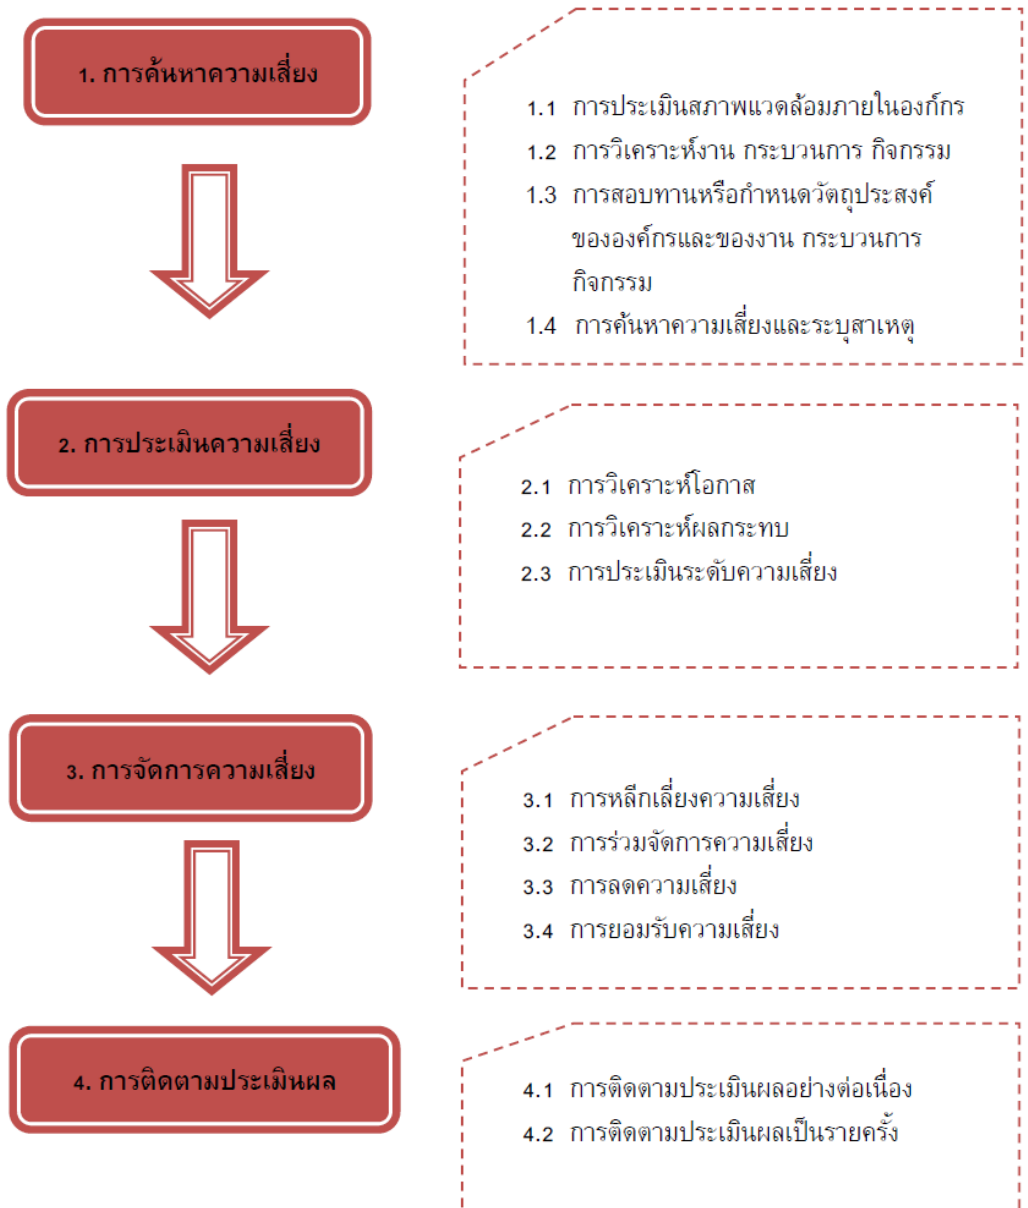 1. การค้นหาความเสี่ยง
1.1 การประเมินสภาพแวดล้อมภายในองก์กร
1.2 การวิเคราะห์งาน กระบวนการ กิจกรรม
1.3 การสอบทานหรือกำหนดวัตถุประสงค์
ขององค์กรและของงาน กระบวนการ
กิจกรรม
1.4 การค้นหาความเสี่ยงและระบุสาเหตุ
2. การประเมินความเสี่ยง
2.1 การวิเคราะห์โอกาส
2.2 การวิเคราะห์ผลกระทบ
2.3 การประเมินระดับความเสี่ยง
3. การจัดการความเสี่ยง
3.1 การหลีกเลี่ยงความเสี่ยง
3.2 การร่วมจัดการความเสี่ยง
3.3 การลดความเสี่ยง
3.4 การยอมรับความเสี่ยง
4. การติดตามประเมินผล
4.1 การติดตามประเมินผลอย่างต่อเนื่อง
4.2 การติดตามประเมินผลเป็นรายครั้ง